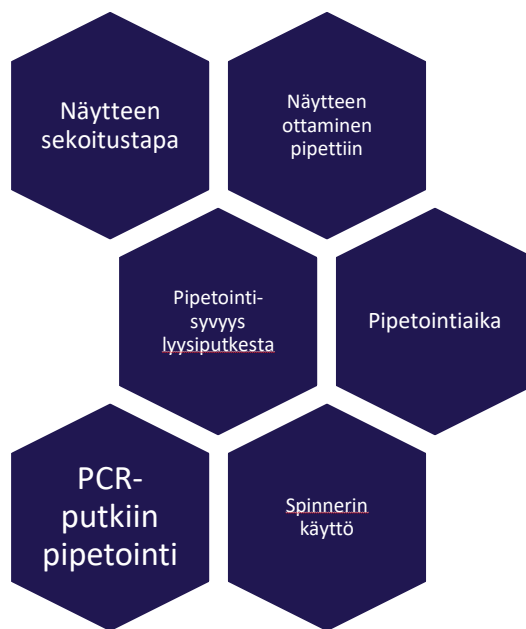 Näytteen
sekoitustapa
Näytteen
ottaminen
pipettiin
Pipetointi-
syvyys
lyysiputkesta
Pipetointiaika
PCR-
putkiin
pipetointi
Spinnerin
käyttö